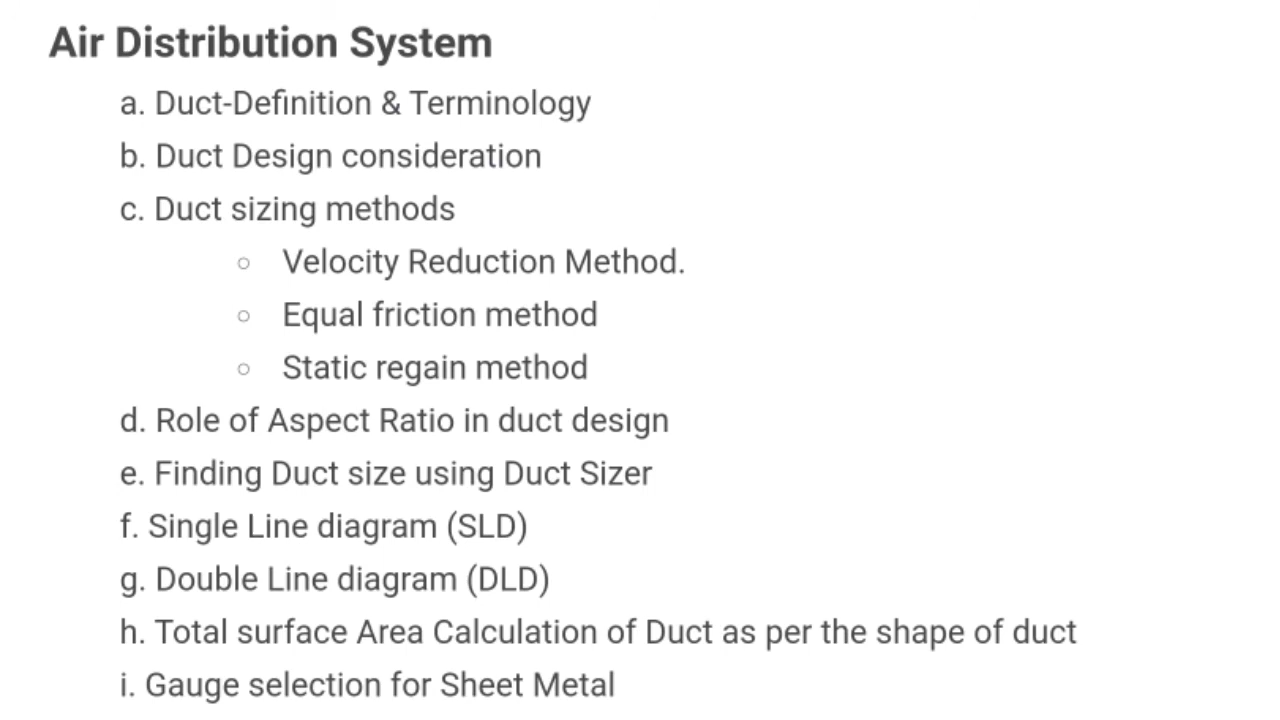 Air Distribution System
a. Duct-Definition & Terminology
b. Duct Design consideration
c. Duct sizing methods
○ Velocity Reduction Method.
○ Equal friction method
○ Static regain method
d. Role of Aspect Ratio in duct design
e. Finding Duct size using Duct Sizer
f. Single Line diagram (SLD)
g. Double Line diagram (DLD)
h. Total surface Area Calculation of Duct as per the shape of duct
i. Gauge selection for Sheet Metal